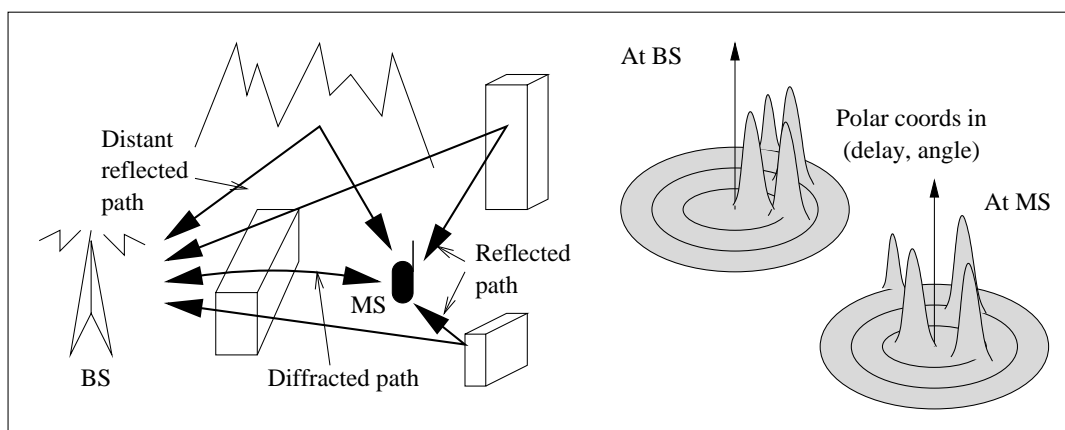 Distant
reflected
path
BS
MS
Diffracted path
Reflected
path
At BS
Polar coords in
(delay, angle)
At MS